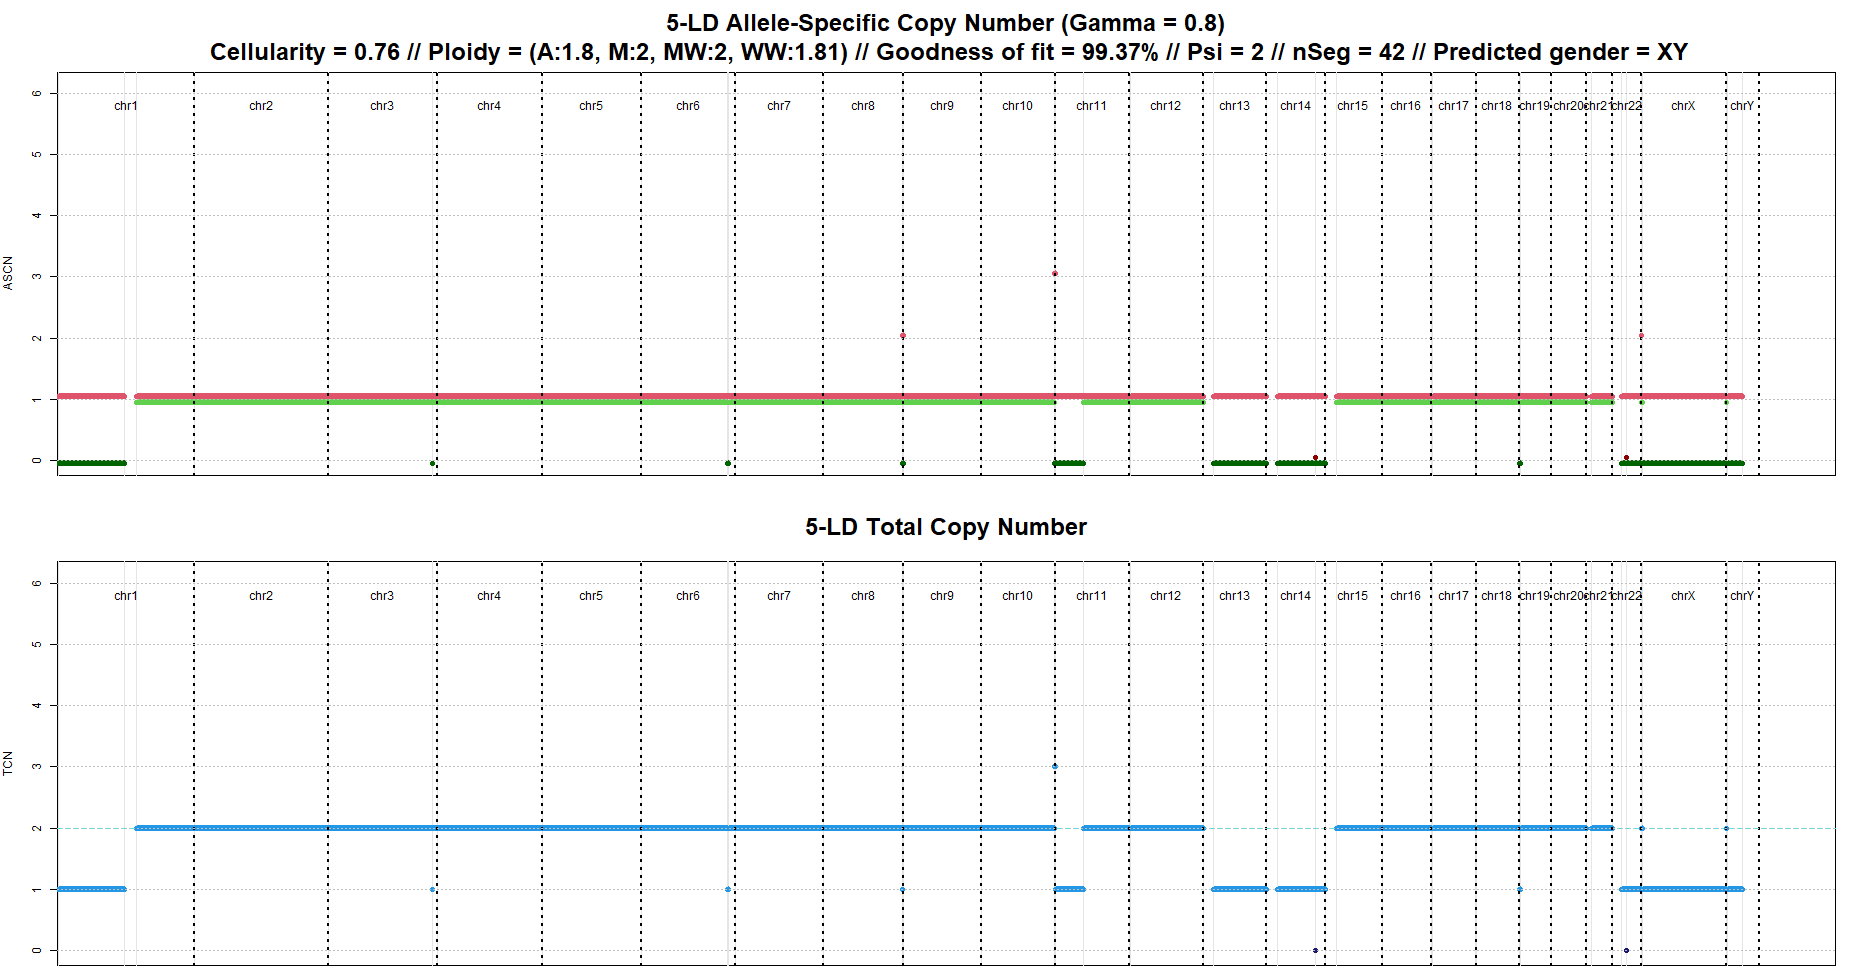 5-LD Allele-Specific Copy Number (Gamma = 0.8)
Cellularity = 0.76 // Ploidy = (A:1.8, M:2, MW:2, WW:1.81) // Goodness of fit = 99.37% // Psi = 2 // nSeg = 42 // Predicted gender = XY
chr1 chr2 chr3 chr4 chr5 chr6 chr7 chr8 chr9 chr10 chr11 chr12 chr13 chr14 chr15 chr16 chr17 chr18 chr19 chr20 chr21 chr22 chrX chrY
6
5
4
3
2
1
0
ASCN
5-LD Total Copy Number
chr1 chr2 chr3 chr4 chr5 chr6 chr7 chr8 chr9 chr10 chr11 chr12 chr13 chr14 chr15 chr16 chr17 chr18 chr19 chr20 chr21 chr22 chrX chrY
6
5
4
3
2
1
0
TCN